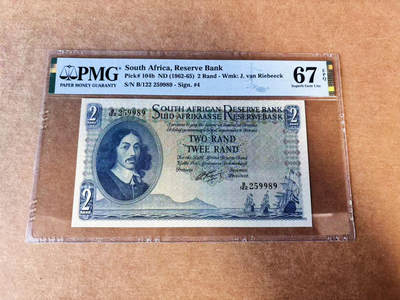 PMG
PAPER MONEY GUARANTY
South Africa, Reserve Bank
Pick# 104b ND (1962-65) 2 Rand - Wmk: J. van Riebeeck
S/N B/122 259989 - Sign. #4
67 EPQ
Superb Gem Unc
2
B/122 259989
SOUTH AFRICAN RESERVE BANK
SUID-AFRIKAANSE RESERWEBANK
TWO RAND
TWEE RAND
2
B/122 259989